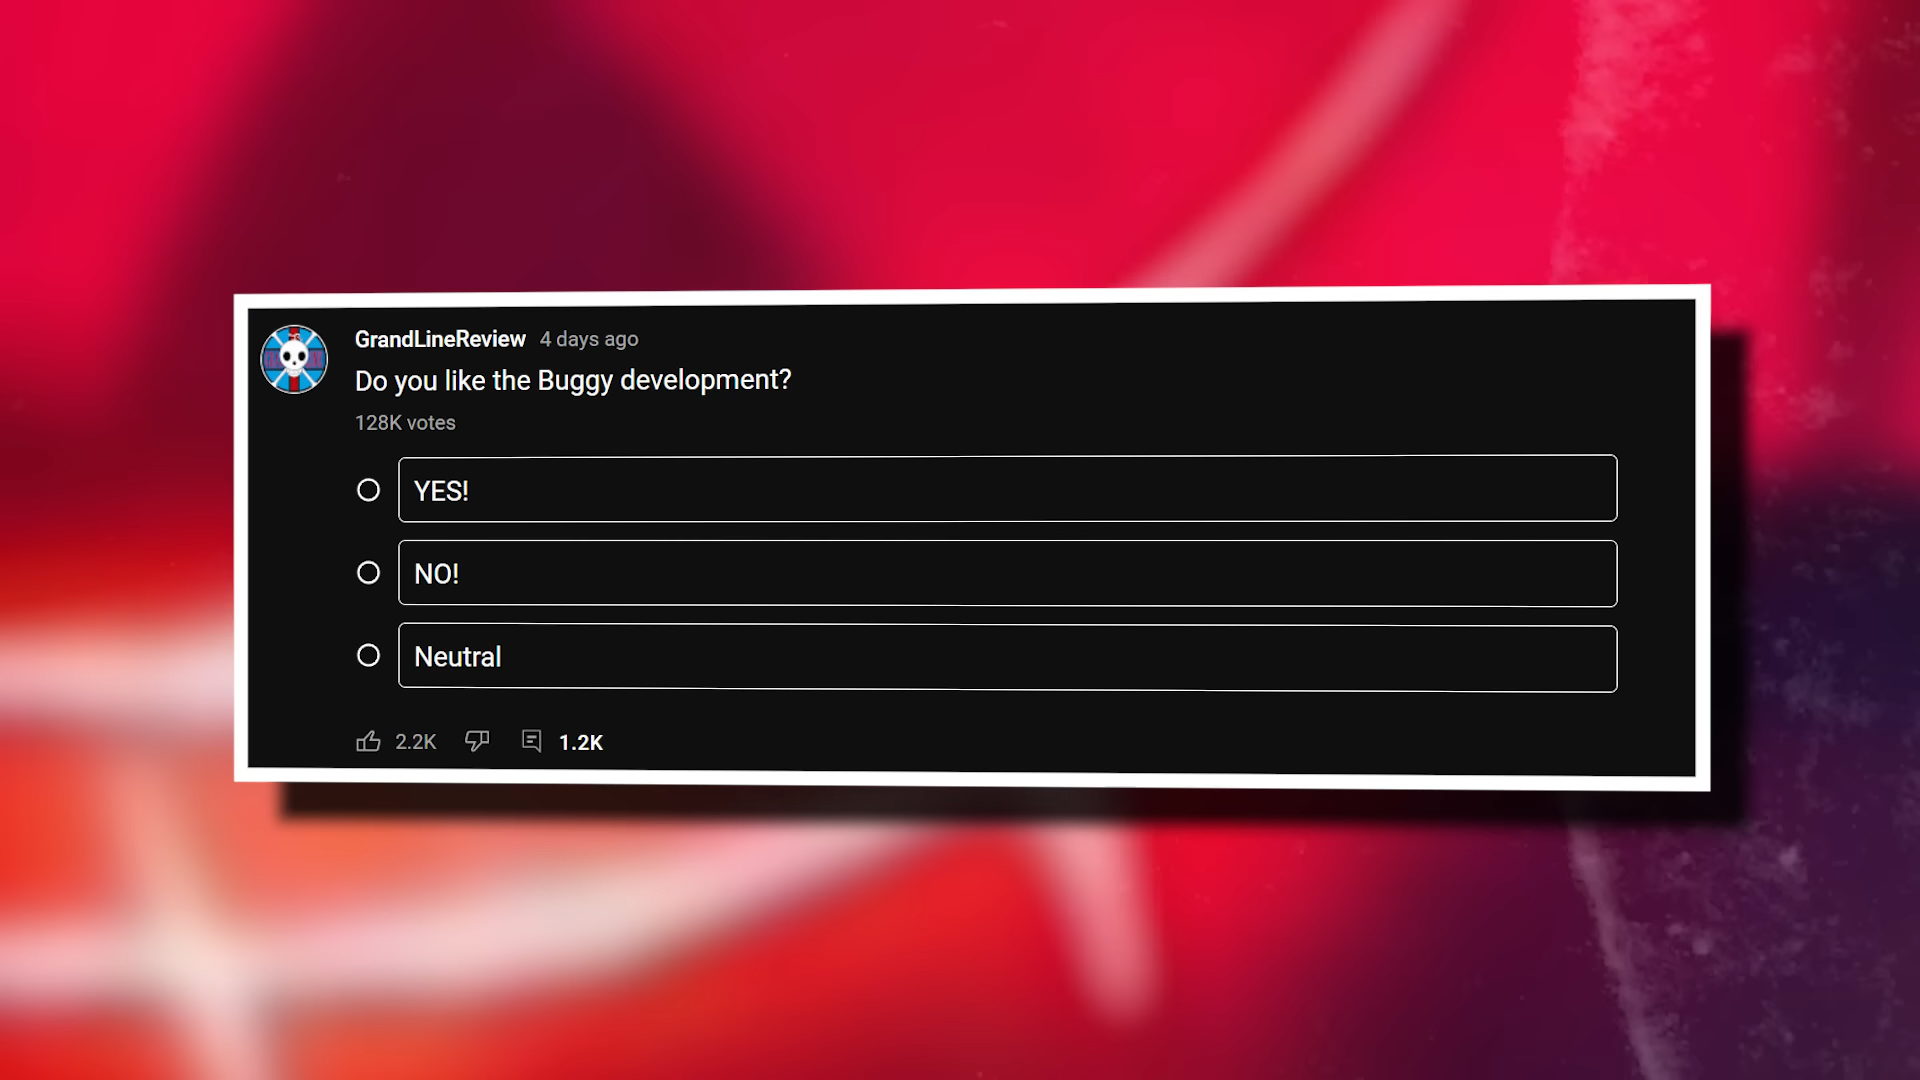 GrandLineReview 4 days ago
Do you like the Buggy development?
128K votes
YES!
NO!
Neutral
2.2K 1.2K